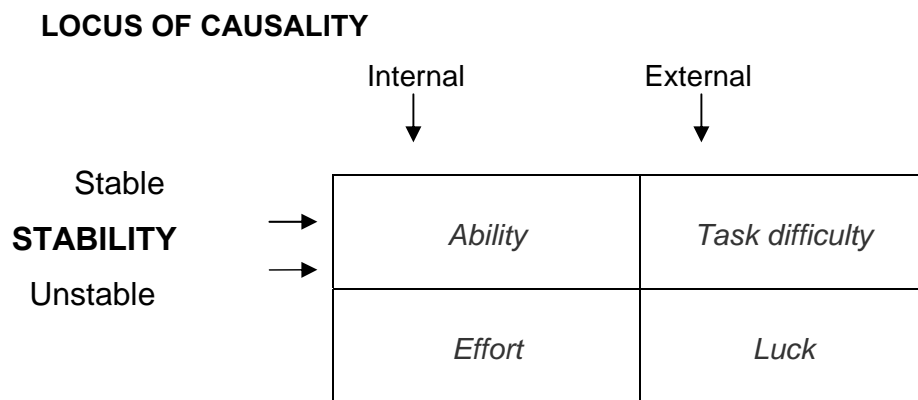 LOCUS OF CAUSALITY
Internal External
Stable
STABILITY
Unstable
Ability Task difficulty
Effort Luck